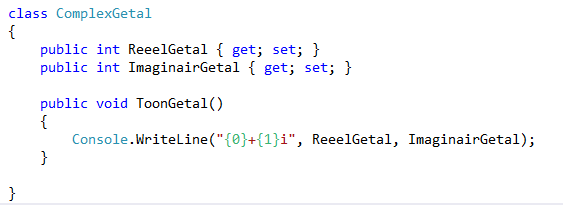 class ComplexGetal
{
    public int ReeelGetal { get; set; }
    public int ImaginairGetal { get; set; }
    public void ToonGetal()
    {
        Console.WriteLine("{0}+{1}i", ReeelGetal, ImaginairGetal);
    }
}